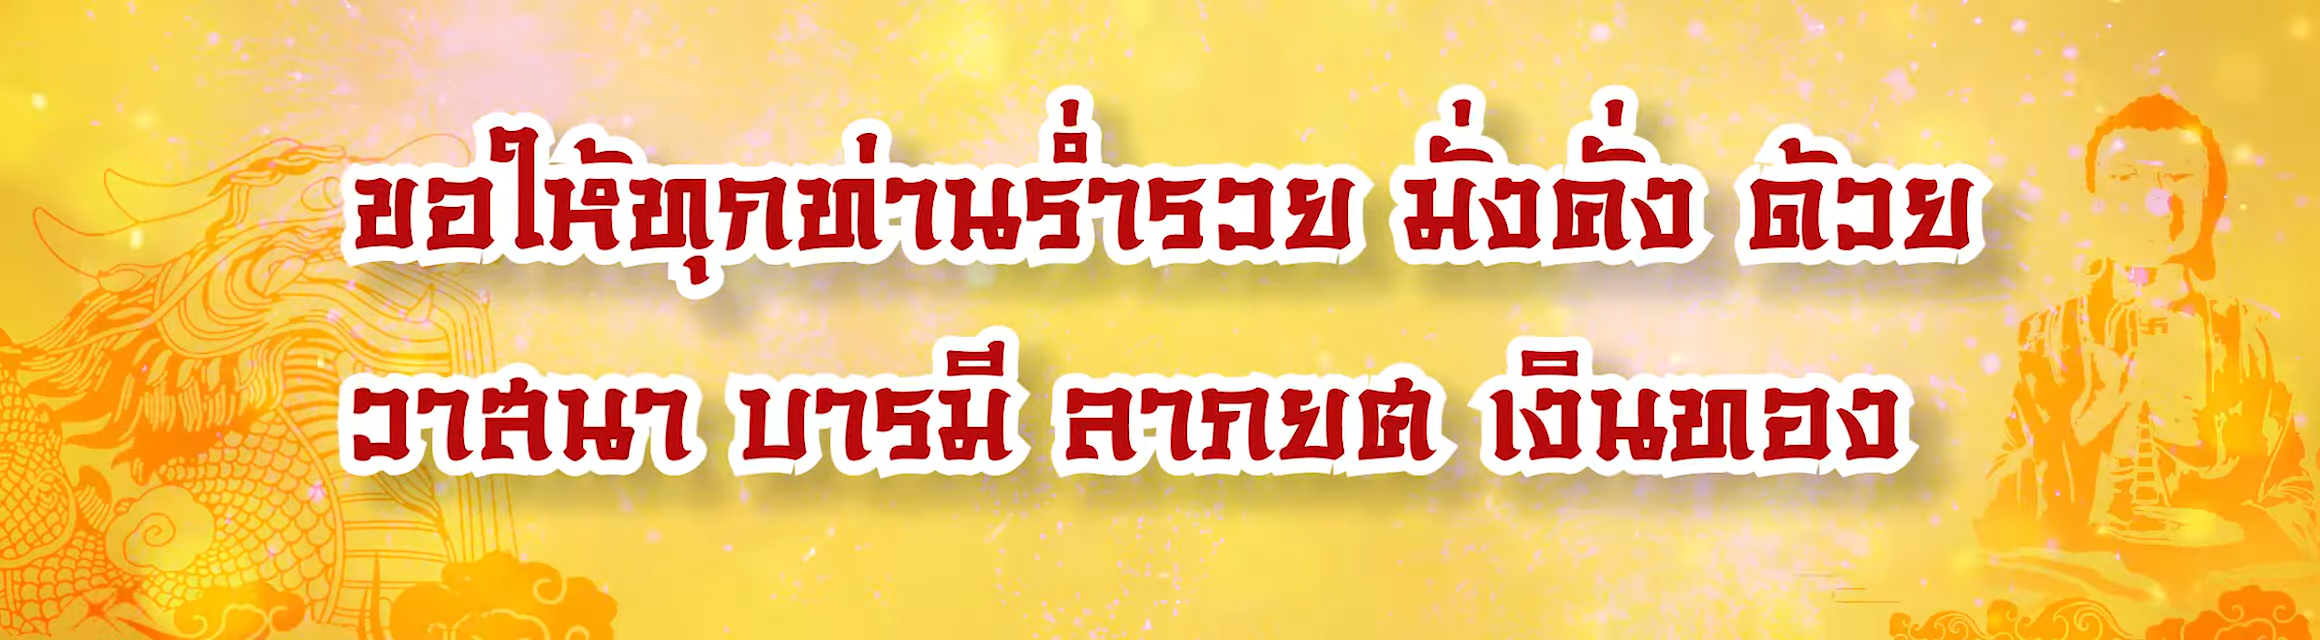 ขอให้ทุกท่านร่ำรวย มั่งคั่ง ด้วย
วาสนา บารมี ลาภยศ เงินทอง